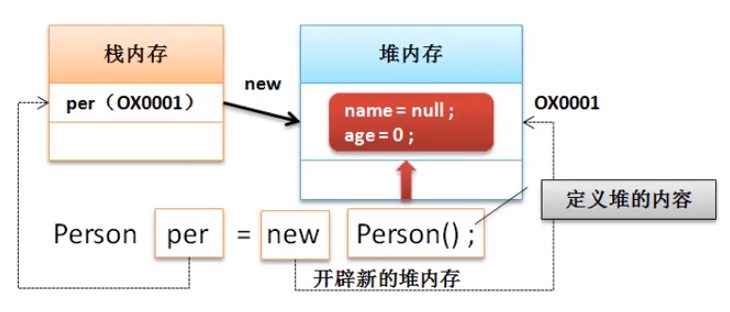 栈内存
堆内存
new
per（OX0001）
OX0001
name = null ;
age = 0 ;
定义堆的内容
Person per = new Person() ;
开辟新的堆内存